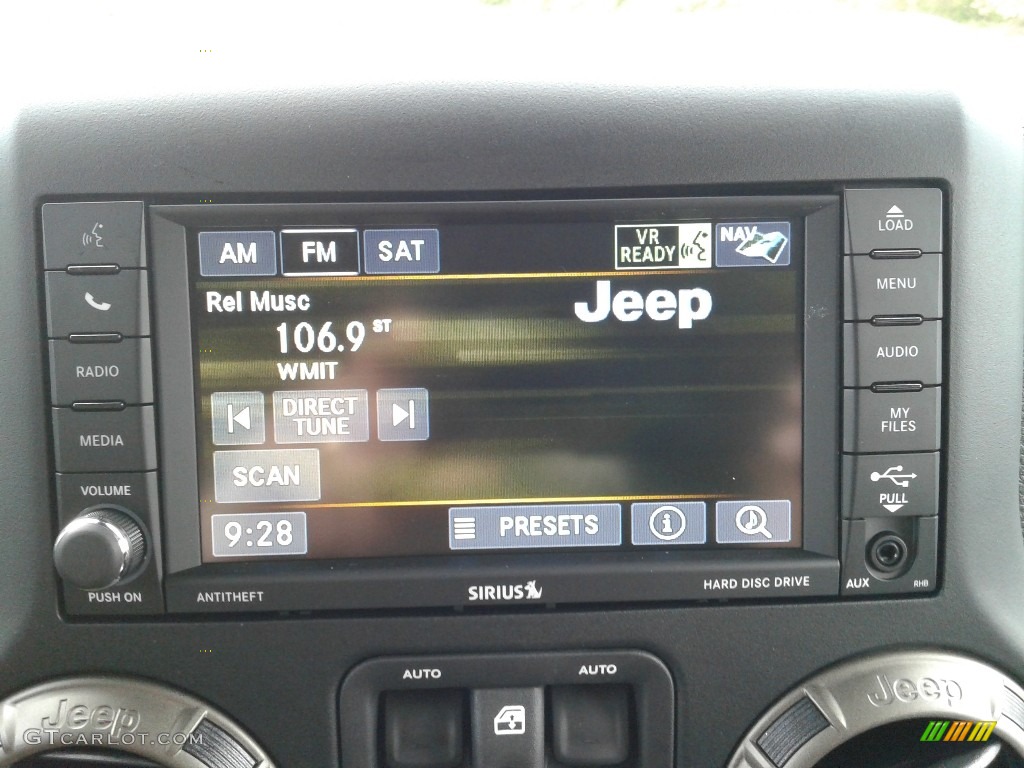 AM FM SAT VR READY NAV
Rel Musc
Jeep
106.9 ST
WMIT
DIRECT TUNE
SCAN
9:28 PRESETS i
RADIO
MEDIA
VOLUME
PUSH ON
LOAD
MENU
AUDIO
MY FILES
PULL
AUX RHB
ANTITHEFT SIRIUS HARD DISC DRIVE
AUTO AUTO
Jeep Jeep
GTCARLOT.COM